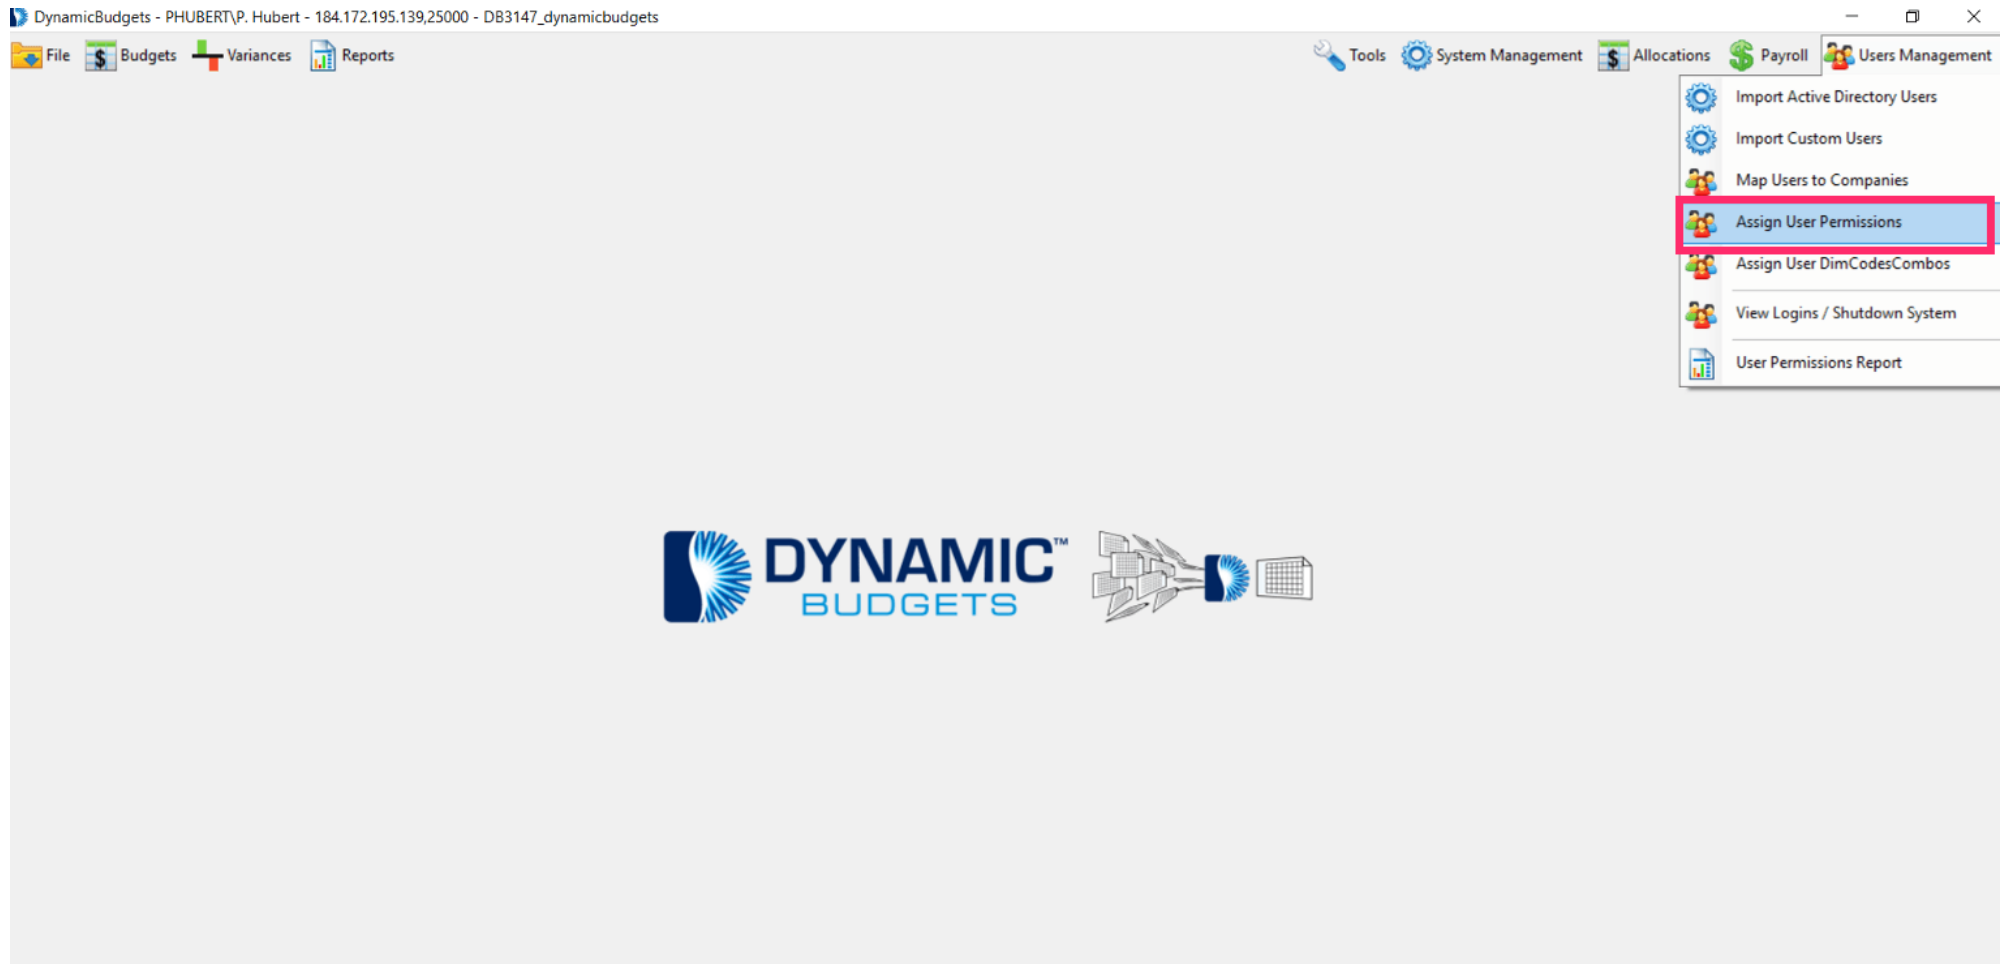 DynamicBudgets - PHUBERT\P. Hubert - 184.172.195.139,25000 - DB3147_dynamicbudgets
File Budgets Variances Reports Tools System Management Allocations Payroll Users Management
Import Active Directory Users
Import Custom Users
Map Users to Companies
Assign User Permissions
Assign User DimCodesCombos
View Logins / Shutdown System
User Permissions Report
DYNAMIC™
BUDGETS